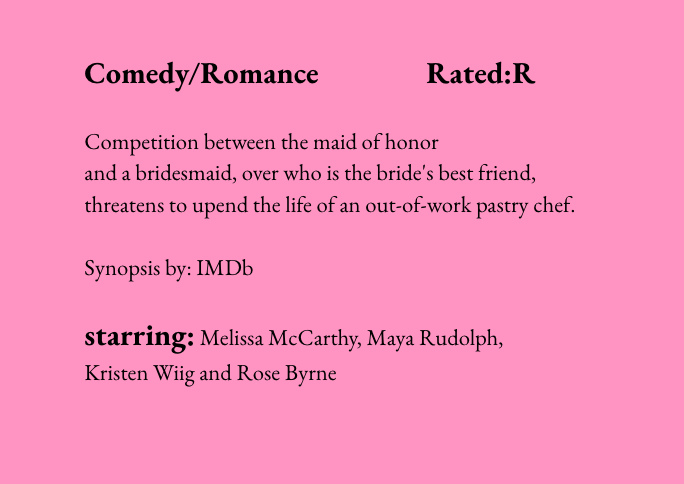 Comedy/Romance Rated:R
Competition between the maid of honor
and a bridesmaid, over who is the bride's best friend,
threatens to upend the life of an out-of-work pastry chef.
Synopsis by: IMDb
starring: Melissa McCarthy, Maya Rudolph,
Kristen Wiig and Rose Byrne